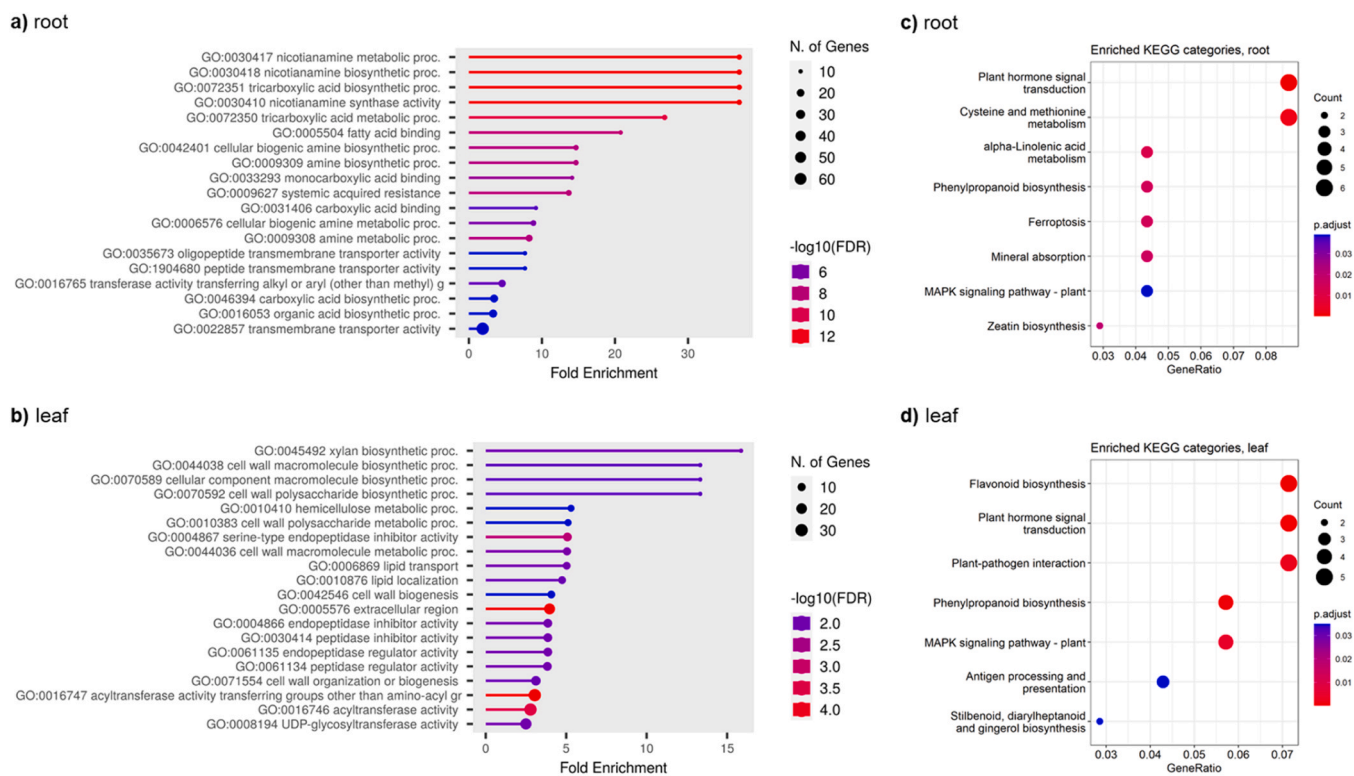 a) root
GO:0030417 nicotianamine metabolic proc.
GO:0030418 nicotianamine biosynthetic proc.
GO:0072351 tricarboxylic acid biosynthetic proc.
GO:0030410 nicotianamine synthase activity
GO:0072350 tricarboxylic acid metabolic proc.
GO:0005504 fatty acid binding
GO:0042401 cellular biogenic amine biosynthetic proc.
GO:0009309 amine biosynthetic proc.
GO:0033293 monocarboxylic acid binding
GO:0009627 systemic acquired resistance
GO:0031406 carboxylic acid binding
GO:0006576 cellular biogenic amine metabolic proc.
GO:0009308 amine metabolic proc.
GO:0035673 oligopeptide transmembrane transporter activity
GO:1904680 peptide transmembrane transporter activity
GO:0016765 transferase activity transferring alkyl or aryl (other than methyl) g
GO:0046394 carboxylic acid biosynthetic proc.
GO:0016053 organic acid biosynthetic proc.
GO:0022857 transmembrane transporter activity
0 10 20 30
Fold Enrichment
N. of Genes
10
20
30
40
50
60
-log10(FDR)
6
8
10
12
c) root
Enriched KEGG categories, root
Plant hormone signal
transduction
Cysteine and methionine
metabolism
alpha-Linolenic acid
metabolism
Phenylpropanoid biosynthesis
Ferroptosis
Mineral absorption
MAPK signaling pathway - plant
Zeatin biosynthesis
0.03 0.04 0.05 0.06 0.07 0.08
GeneRatio
Count
2
3
4
5
6
p.adjust
0.03
0.02
0.01
b) leaf
GO:0045492 xylan biosynthetic proc.
GO:0044038 cell wall macromolecule biosynthetic proc.
GO:0070589 cellular component macromolecule biosynthetic proc.
GO:0070592 cell wall polysaccharide biosynthetic proc.
GO:0010410 hemicellulose metabolic proc.
GO:0010383 cell wall polysaccharide metabolic proc.
GO:0004867 serine-type endopeptidase inhibitor activity
GO:0044036 cell wall macromolecule metabolic proc.
GO:0006869 lipid transport
GO:0010876 lipid localization
GO:0042546 cell wall biogenesis
GO:0005576 extracellular region
GO:0004866 endopeptidase inhibitor activity
GO:0030414 peptidase inhibitor activity
GO:0061135 endopeptidase regulator activity
GO:0061134 peptidase regulator activity
GO:0071554 cell wall organization or biogenesis
GO:0016747 acyltransferase activity transferring groups other than amino-acyl gr
GO:0016746 acyltransferase activity
GO:0008194 UDP-glycosyltransferase activity
0 5 10 15
Fold Enrichment
N. of Genes
10
20
30
-log10(FDR)
2.0
2.5
3.0
3.5
4.0
d) leaf
Enriched KEGG categories, leaf
Flavonoid biosynthesis
Plant hormone signal
transduction
Plant-pathogen interaction
Phenylpropanoid biosynthesis
MAPK signaling pathway - plant
Antigen processing and
presentation
Stilbenoid, diarylheptanoid
and gingerol biosynthesis
0.03 0.04 0.05 0.06 0.07
GeneRatio
Count
2
3
4
5
p.adjust
0.03
0.02
0.01